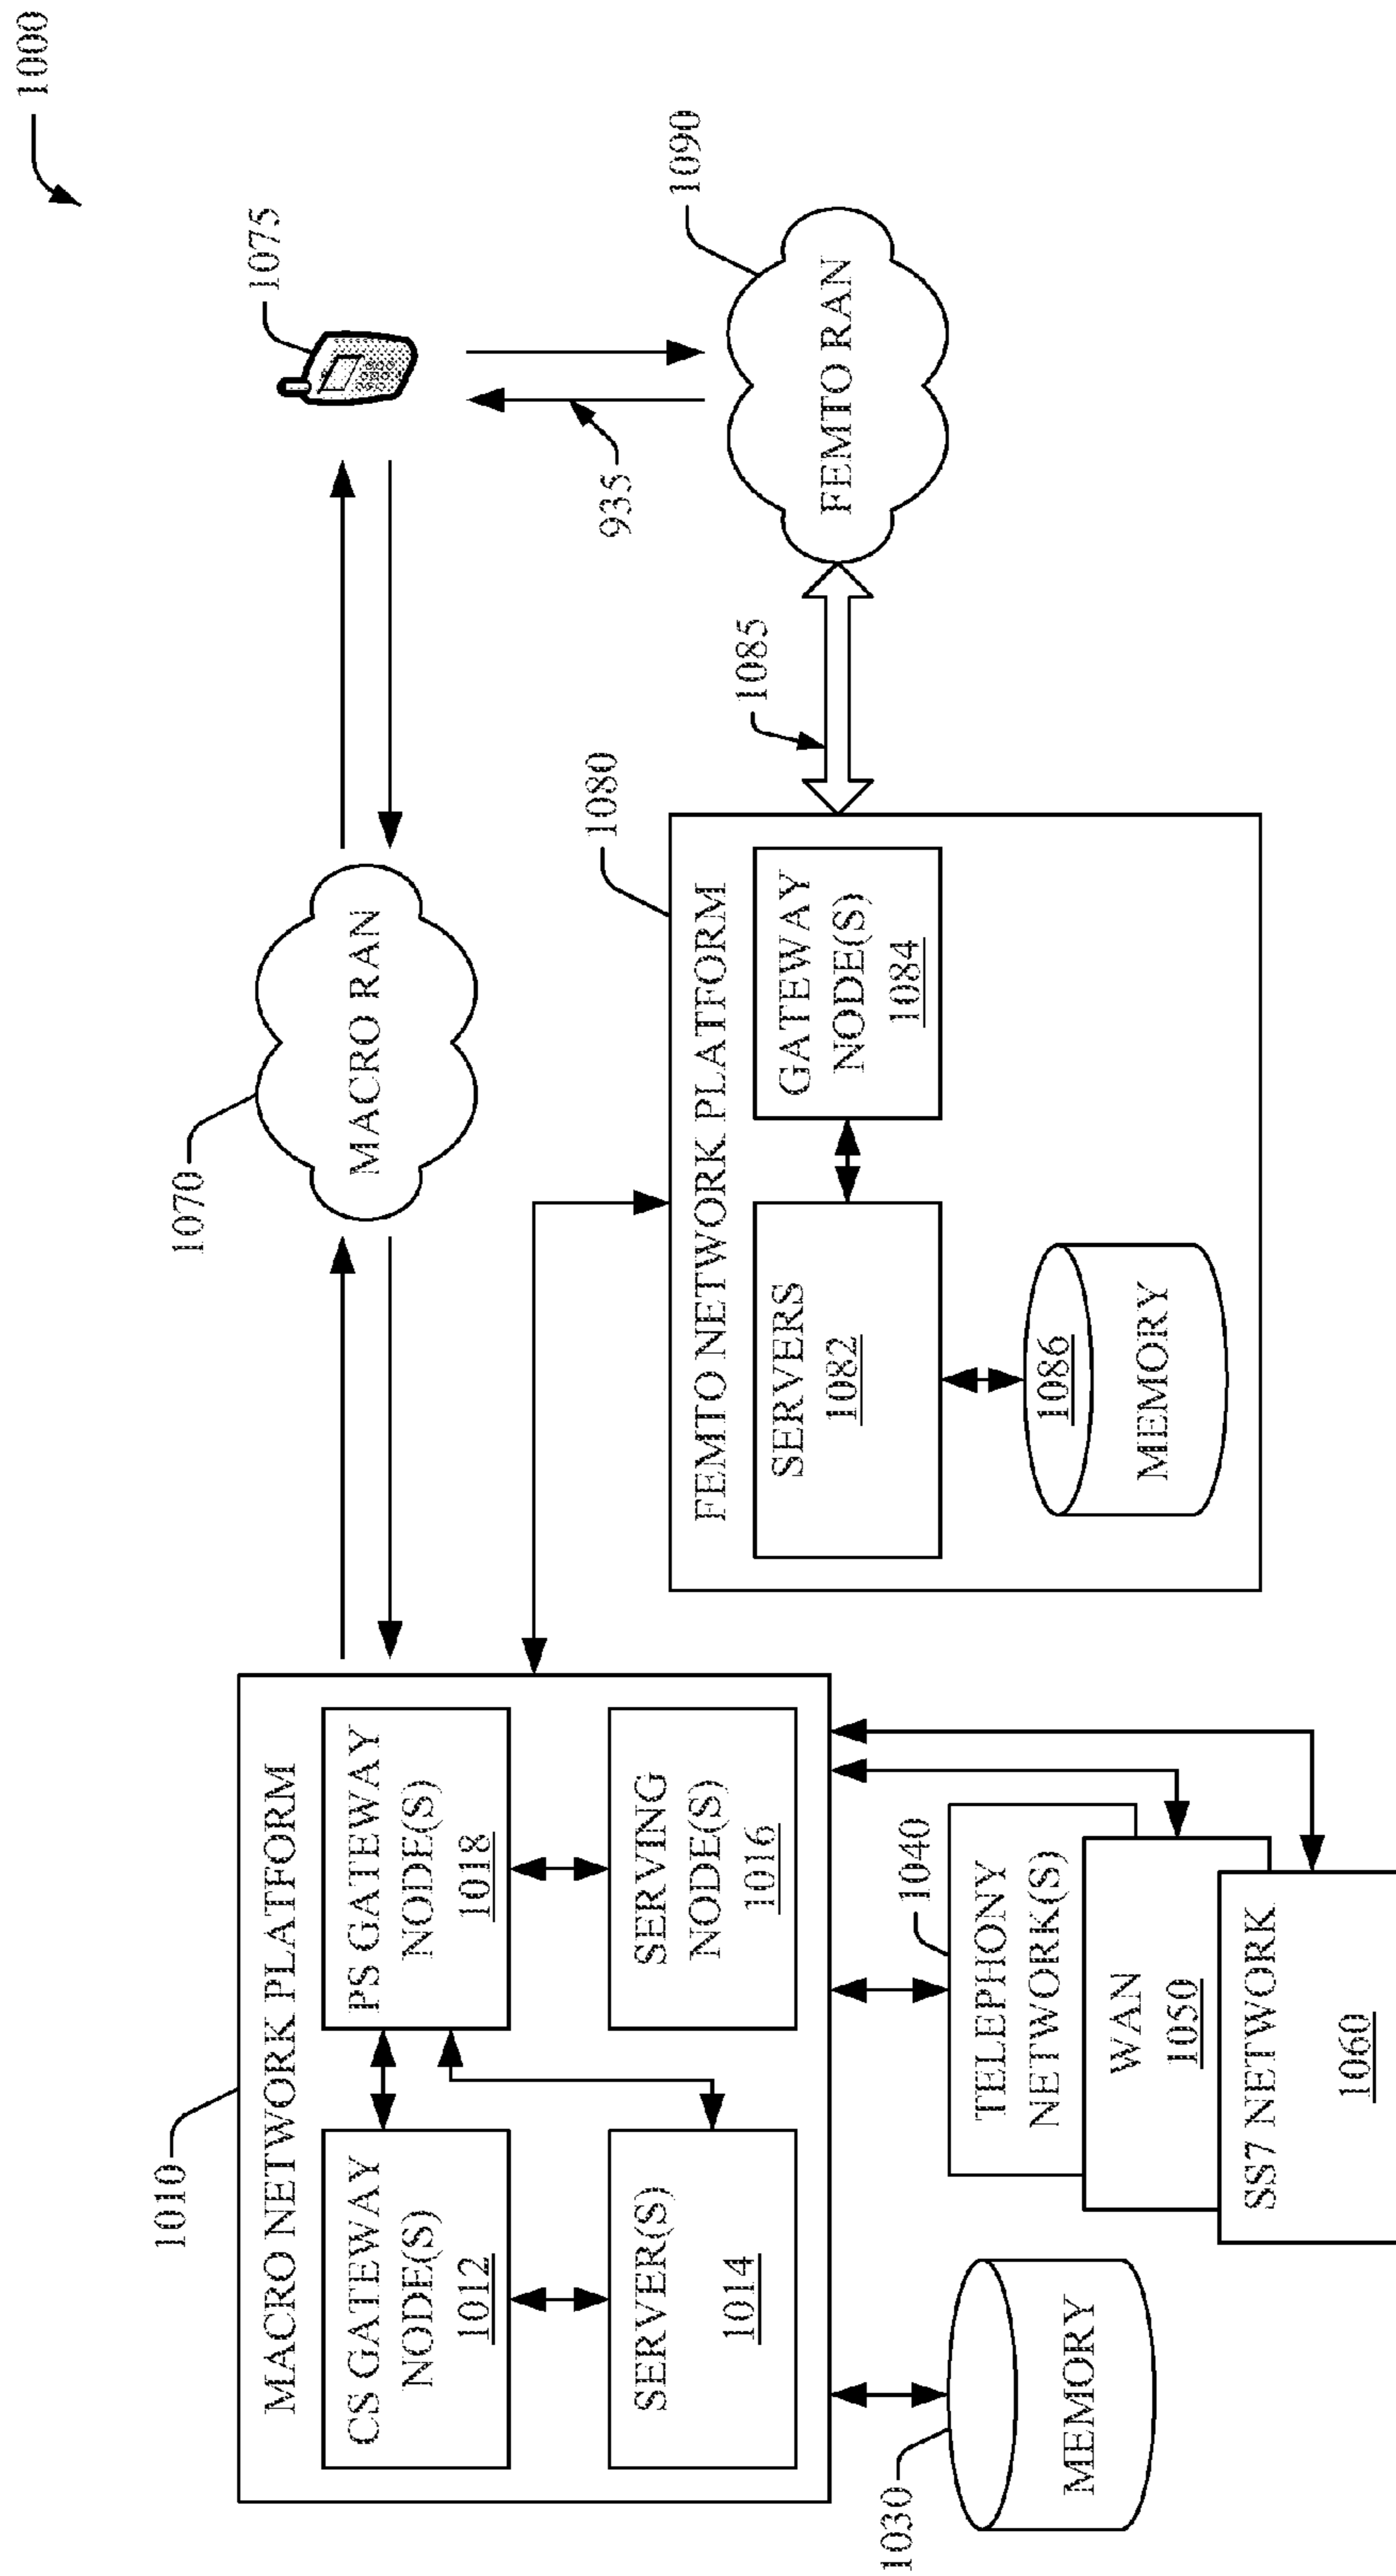 1000
1075
1070
MACRO RAN
935
1090
FEMTO RAN
1085
1010
MACRO NETWORK PLATFORM
CS GATEWAY
NODE(S)
1012
PS GATEWAY
NODE(S)
1018
SERVER(S)
1014
SERVING
NODE(S)
1016
1080
FEMTO NETWORK PLATFORM
SERVERS
1082
GATEWAY
NODE(S)
1084
1086
MEMORY
1030
MEMORY
1040
TELEPHONY
NETWORK(S)
WAN
1050
SS7 NETWORK
1060